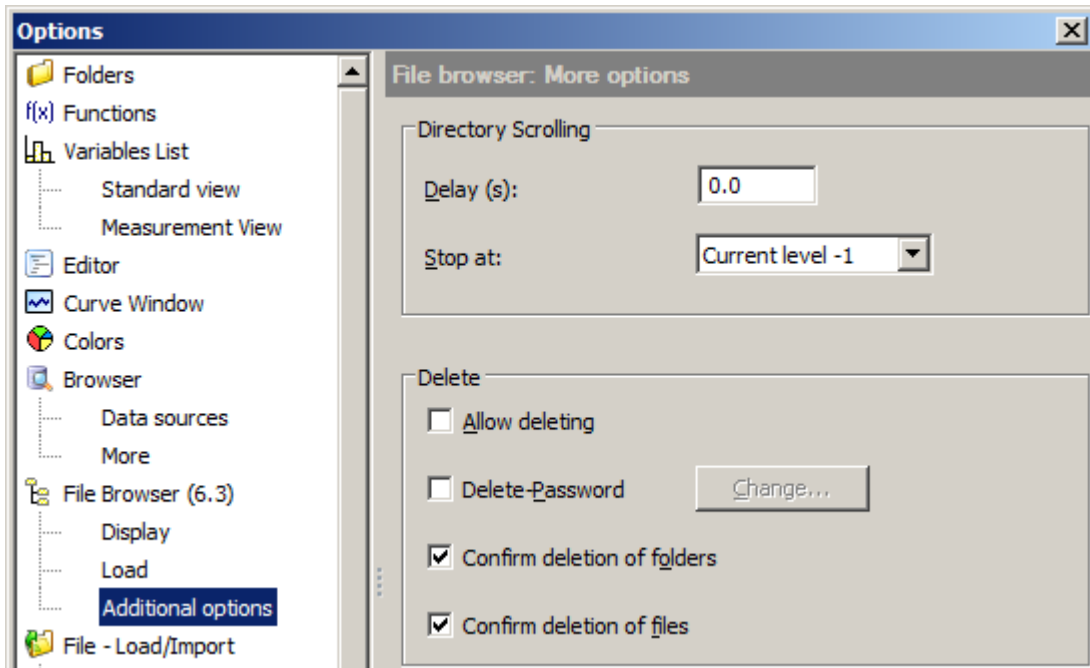 Options
Folders
f(x) Functions
Variables List
Standard view
Measurement View
Editor
Curve Window
Colors
Browser
Data sources
More
File Browser (6.3)
Display
Load
Additional options
File - Load/Import
File browser: More options
Directory Scrolling
Delay (s):
0.0
Stop at:
Current level -1
Delete
Allow deleting
Delete-Password
Change...
Confirm deletion of folders
Confirm deletion of files